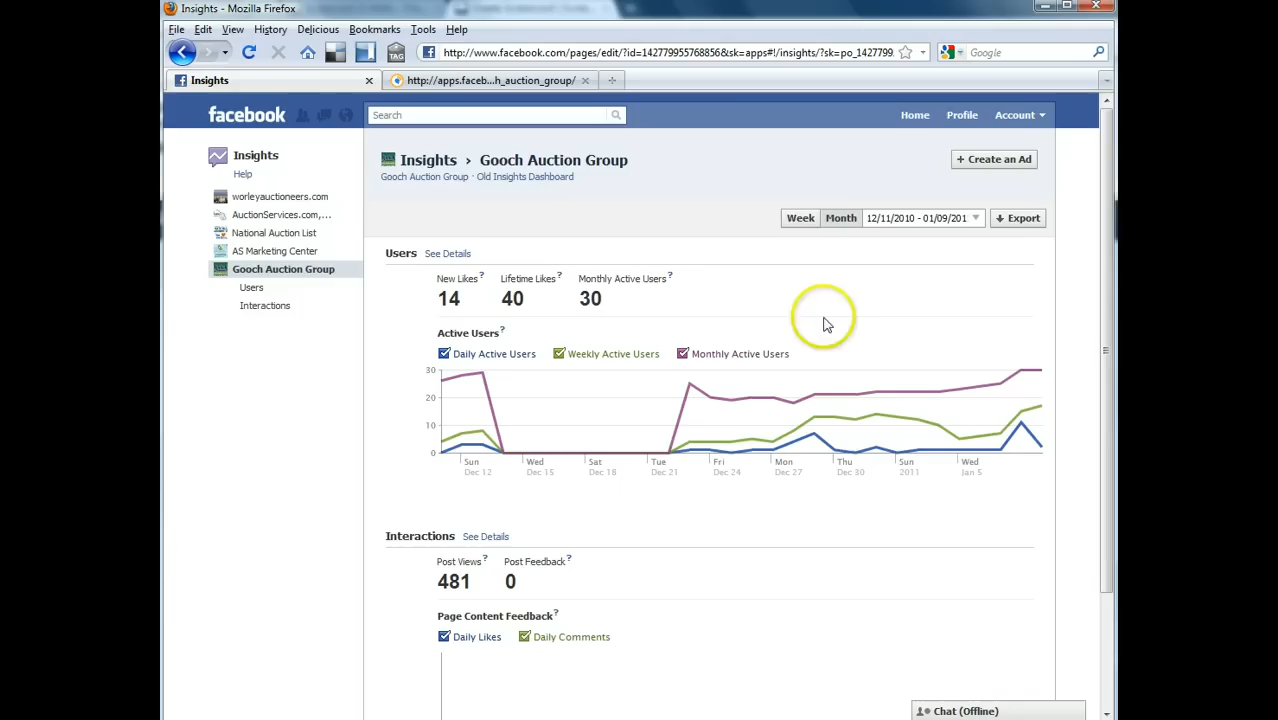 Insights - Mozilla Firefox
File Edit View History Delicious Bookmarks Tools Help
TAG http://www.facebook.com/pages/edit/?id=142779955768856&sk=apps#!/insights/?sk=po_1427799. Google
Insights http://apps.faceb...h_auction_group/
facebook Search Home Profile Account
Insights
Help
worleyauctioneers.com
AuctionServices.com,...
National Auction List
AS Marketing Center
Gooch Auction Group
Users
Interactions
Insights › Gooch Auction Group
Gooch Auction Group · Old Insights Dashboard
+ Create an Ad
Week Month 12/11/2010 - 01/09/201 Export
Users See Details
New Likes? Lifetime Likes? Monthly Active Users?
14 40 30
Active Users?
Daily Active Users Weekly Active Users Monthly Active Users
30
20
10
0
Sun Wed Sat Tue Fri Mon Thu Sun Wed
Dec 12 Dec 15 Dec 18 Dec 21 Dec 24 Dec 27 Dec 30 2011 Jan 5
Interactions See Details
Post Views? Post Feedback?
481 0
Page Content Feedback?
Daily Likes Daily Comments
Chat (Offline)